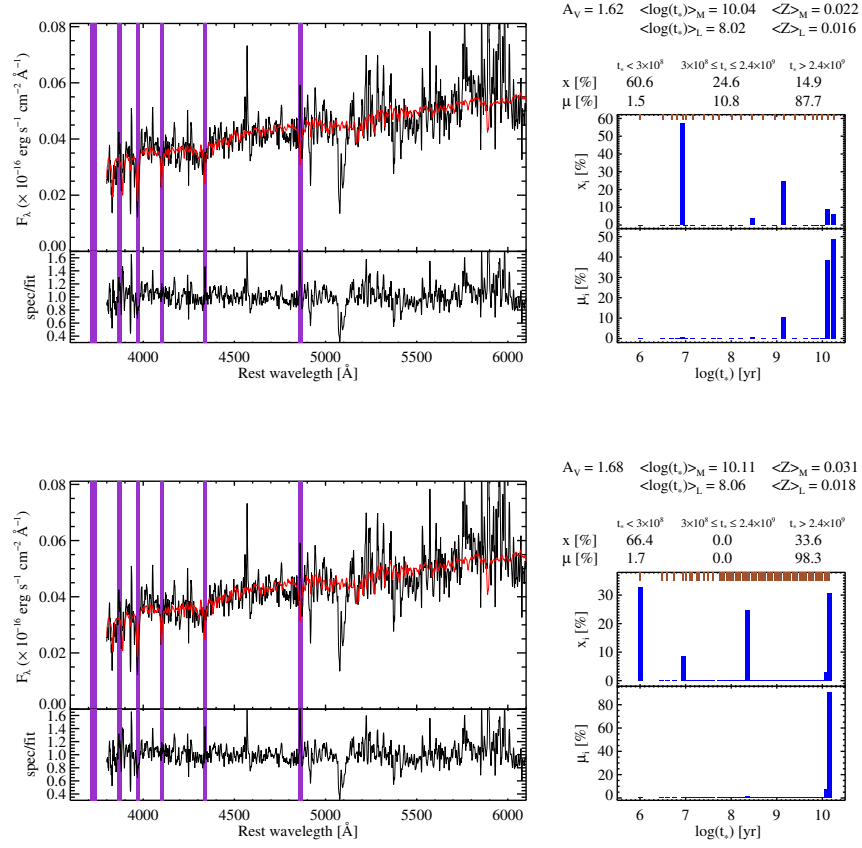 A_V = 1.62 <log(t_*)>_M = 10.04 <Z>_M = 0.022
<log(t_*)>_L = 8.02 <Z>_L = 0.016
t_* < 3×10^8 3×10^8 ≤ t_* ≤ 2.4×10^9 t_* > 2.4×10^9
x [%] 60.6 24.6 14.9
μ [%] 1.5 10.8 87.7
F_λ (× 10^−16 erg s^−1 cm^−2 Å^−1)
0.08
0.06
0.04
0.02
0.00
spec/fit
1.6
1.4
1.2
1.0
0.8
0.6
0.4
4000 4500 5000 5500 6000
Rest wavelegth [Å]
x_i [%]
60
50
40
30
20
10
0
μ_i [%]
50
40
30
20
10
0
6 7 8 9 10
log(t_*) [yr]
A_V = 1.68 <log(t_*)>_M = 10.11 <Z>_M = 0.031
<log(t_*)>_L = 8.06 <Z>_L = 0.018
t_* < 3×10^8 3×10^8 ≤ t_* ≤ 2.4×10^9 t_* > 2.4×10^9
x [%] 66.4 0.0 33.6
μ [%] 1.7 0.0 98.3
F_λ (× 10^−16 erg s^−1 cm^−2 Å^−1)
0.08
0.06
0.04
0.02
0.00
spec/fit
1.6
1.4
1.2
1.0
0.8
0.6
0.4
4000 4500 5000 5500 6000
Rest wavelegth [Å]
x_i [%]
30
20
10
0
μ_i [%]
80
60
40
20
0
6 7 8 9 10
log(t_*) [yr]